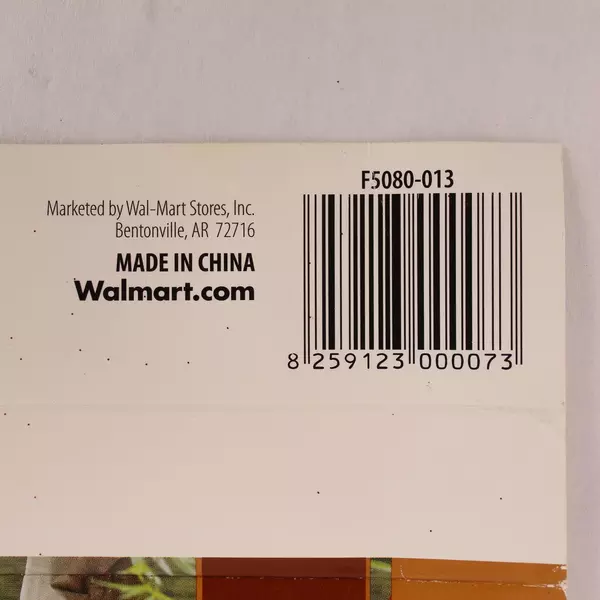 Marketed by Wal-Mart Stores, Inc.
Bentonville, AR 72716
MADE IN CHINA
Walmart.com
F5080-013
8 259123 000073